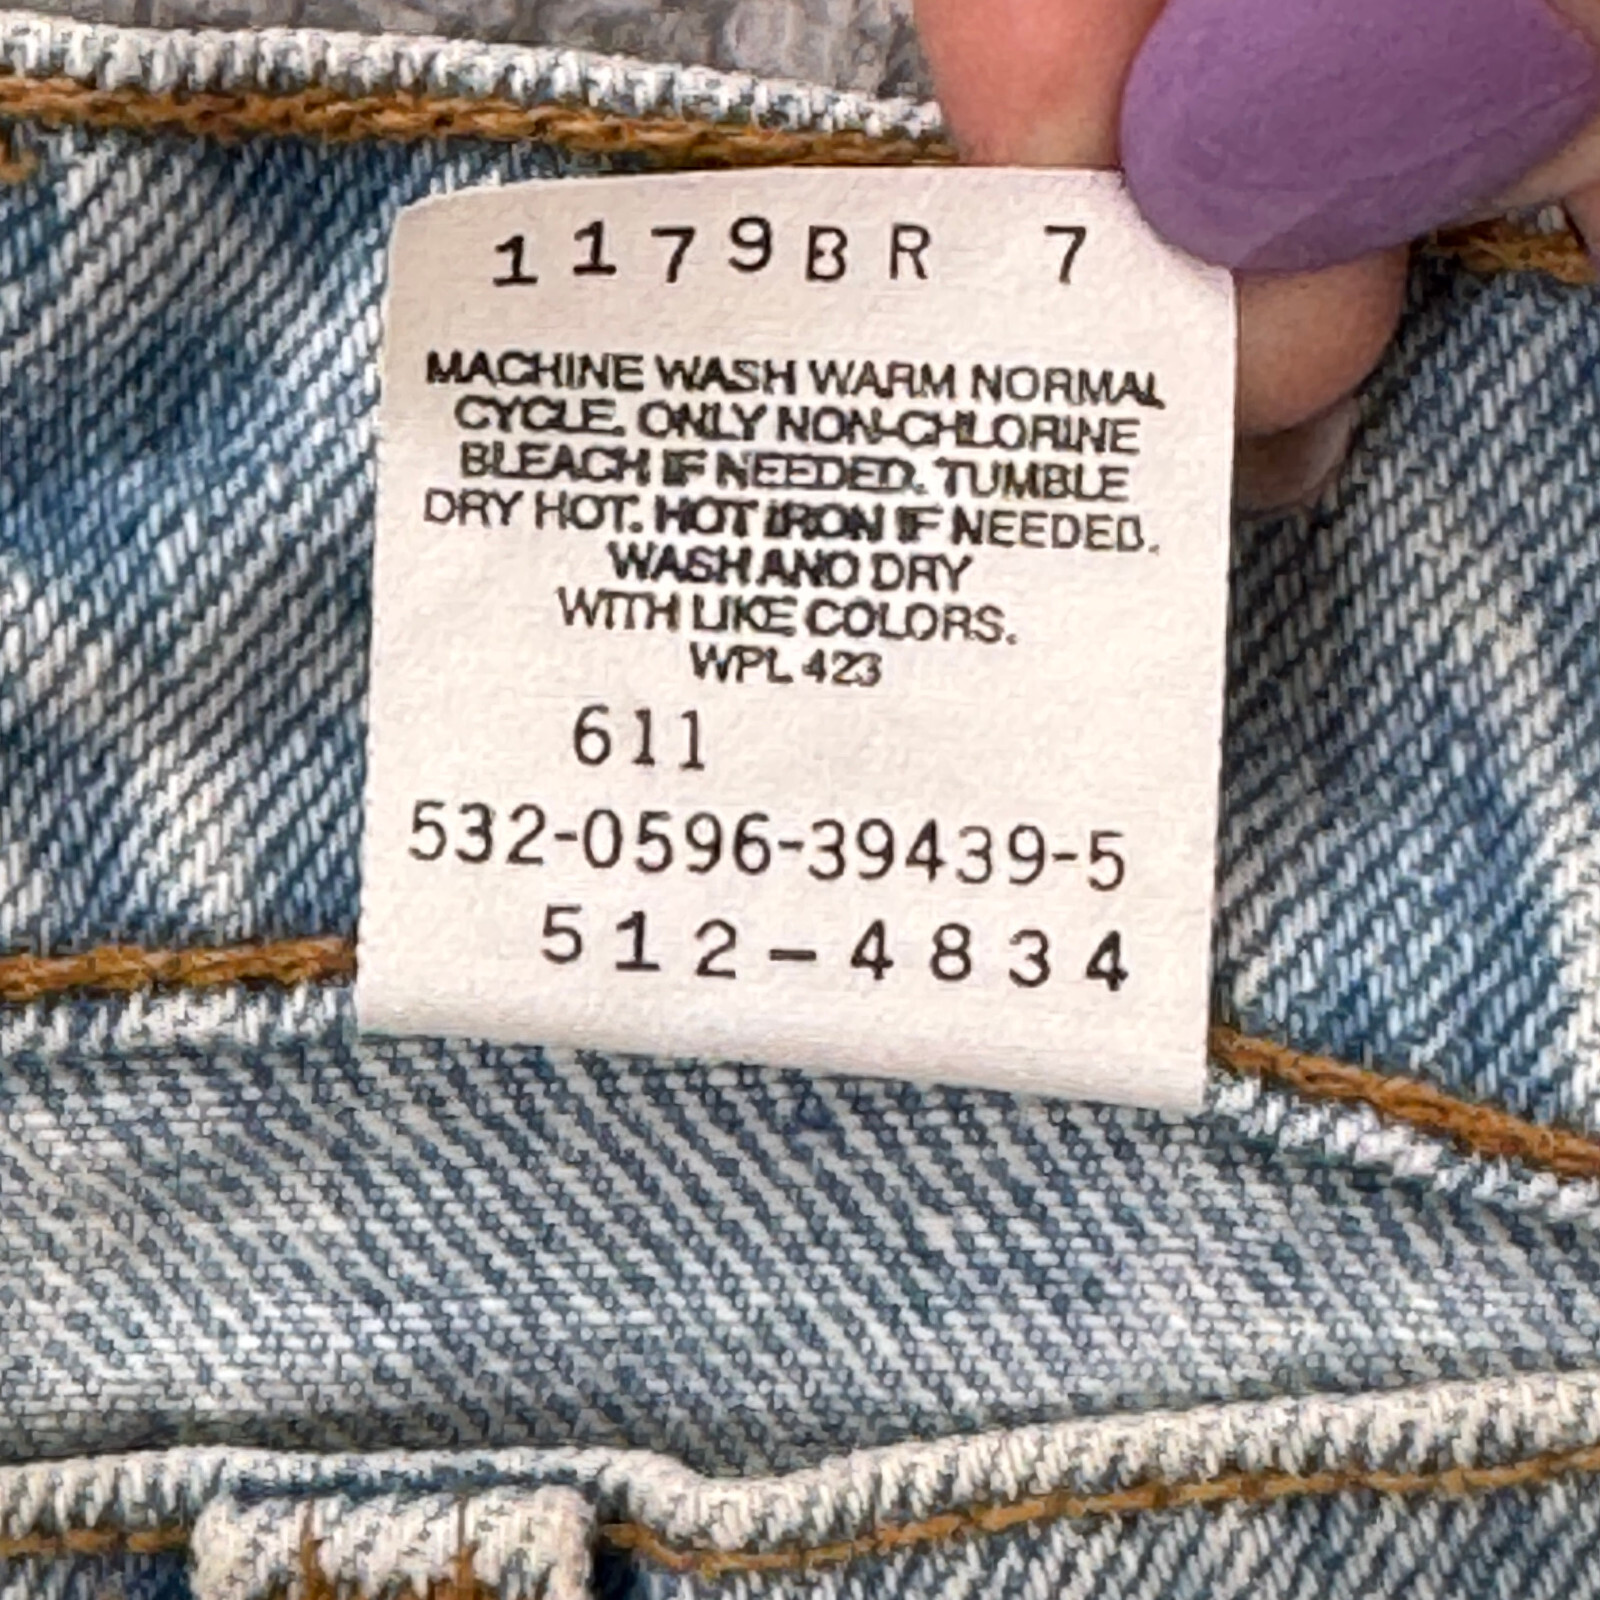 1179BR 7
MACHINE WASH WARM NORMAL
CYCLE. ONLY NON-CHLORINE
BLEACH IF NEEDED. TUMBLE
DRY HOT. HOT IRON IF NEEDED.
WASH AND DRY
WITH LIKE COLORS.
WPL 423
611
532-0596-39439-5
512-4834